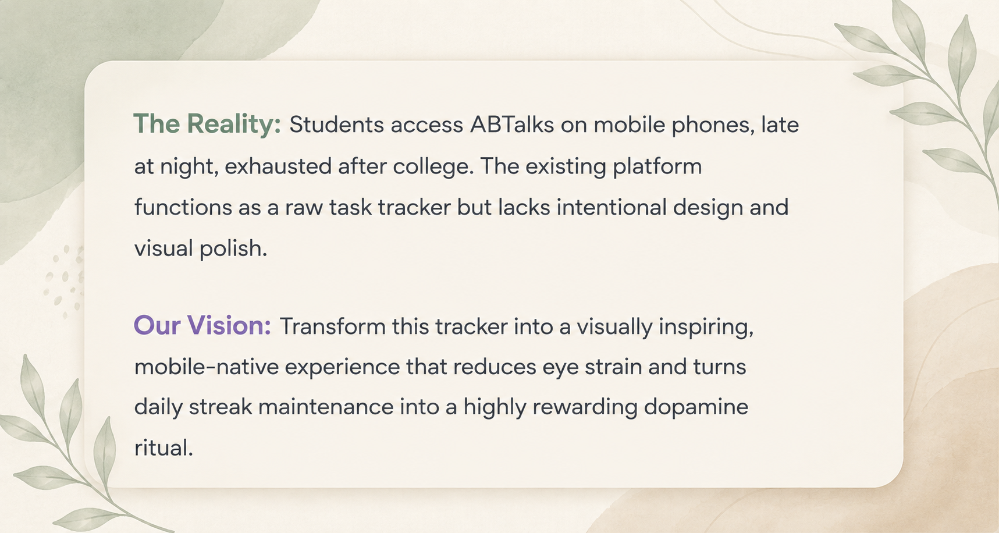 The Reality: Students access ABTalks on mobile phones, late
at night, exhausted after college. The existing platform
functions as a raw task tracker but lacks intentional design and
visual polish.
Our Vision: Transform this tracker into a visually inspiring,
mobile-native experience that reduces eye strain and turns
daily streak maintenance into a highly rewarding dopamine
ritual.